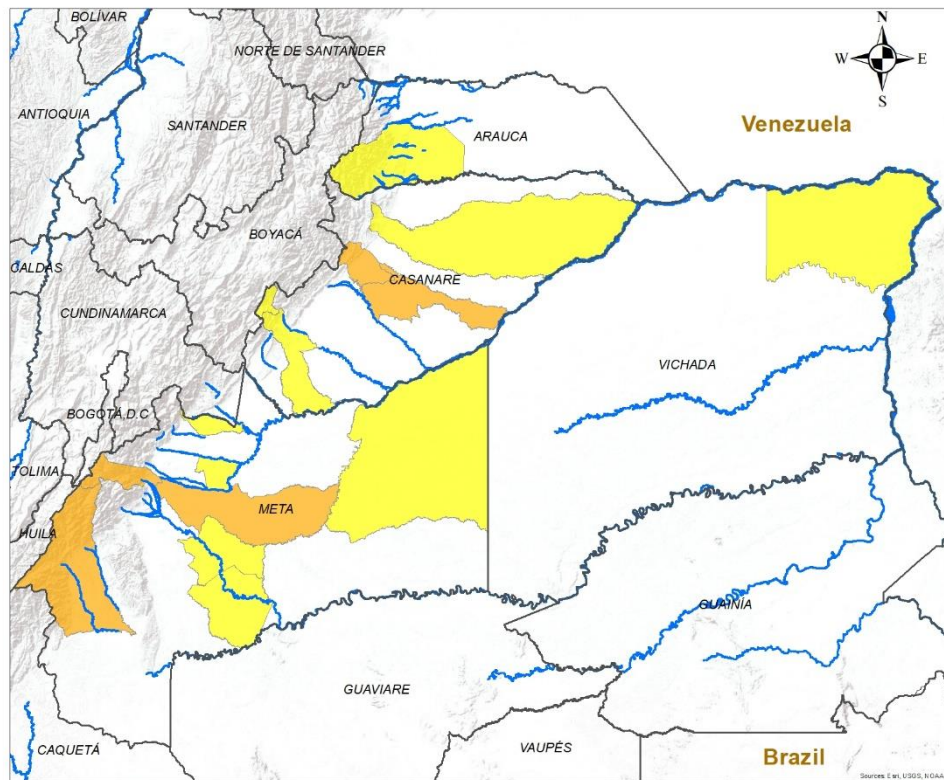 BOLÍVAR
NORTE DE SANTANDER
N
W
E
S
ANTIOQUIA
SANTANDER
ARAUCA
Venezuela
BOYACÁ
CALDAS
CASANARE
CUNDINAMARCA
VICHADA
BOGOTÁ,D.C
TOLIMA
META
HUILA
GUAINÍA
GUAVIARE
CAQUETÁ
VAUPÉS
Brazil
Sources: Esri, USGS, NOAA